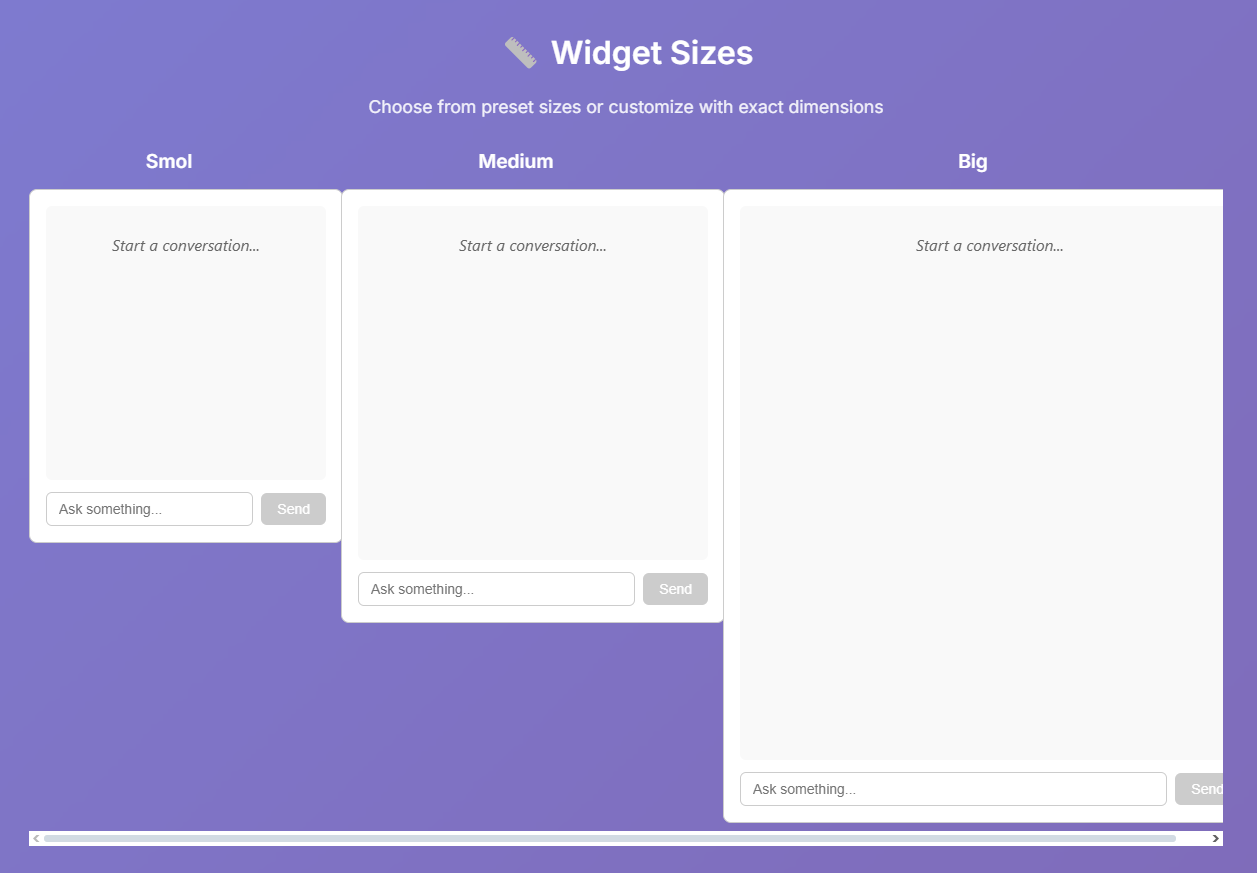 📏 Widget Sizes
Choose from preset sizes or customize with exact dimensions
Smol
Medium
Big
Start a conversation...
Start a conversation...
Start a conversation...
Ask something...
Send
Ask something...
Send
Ask something...
Send